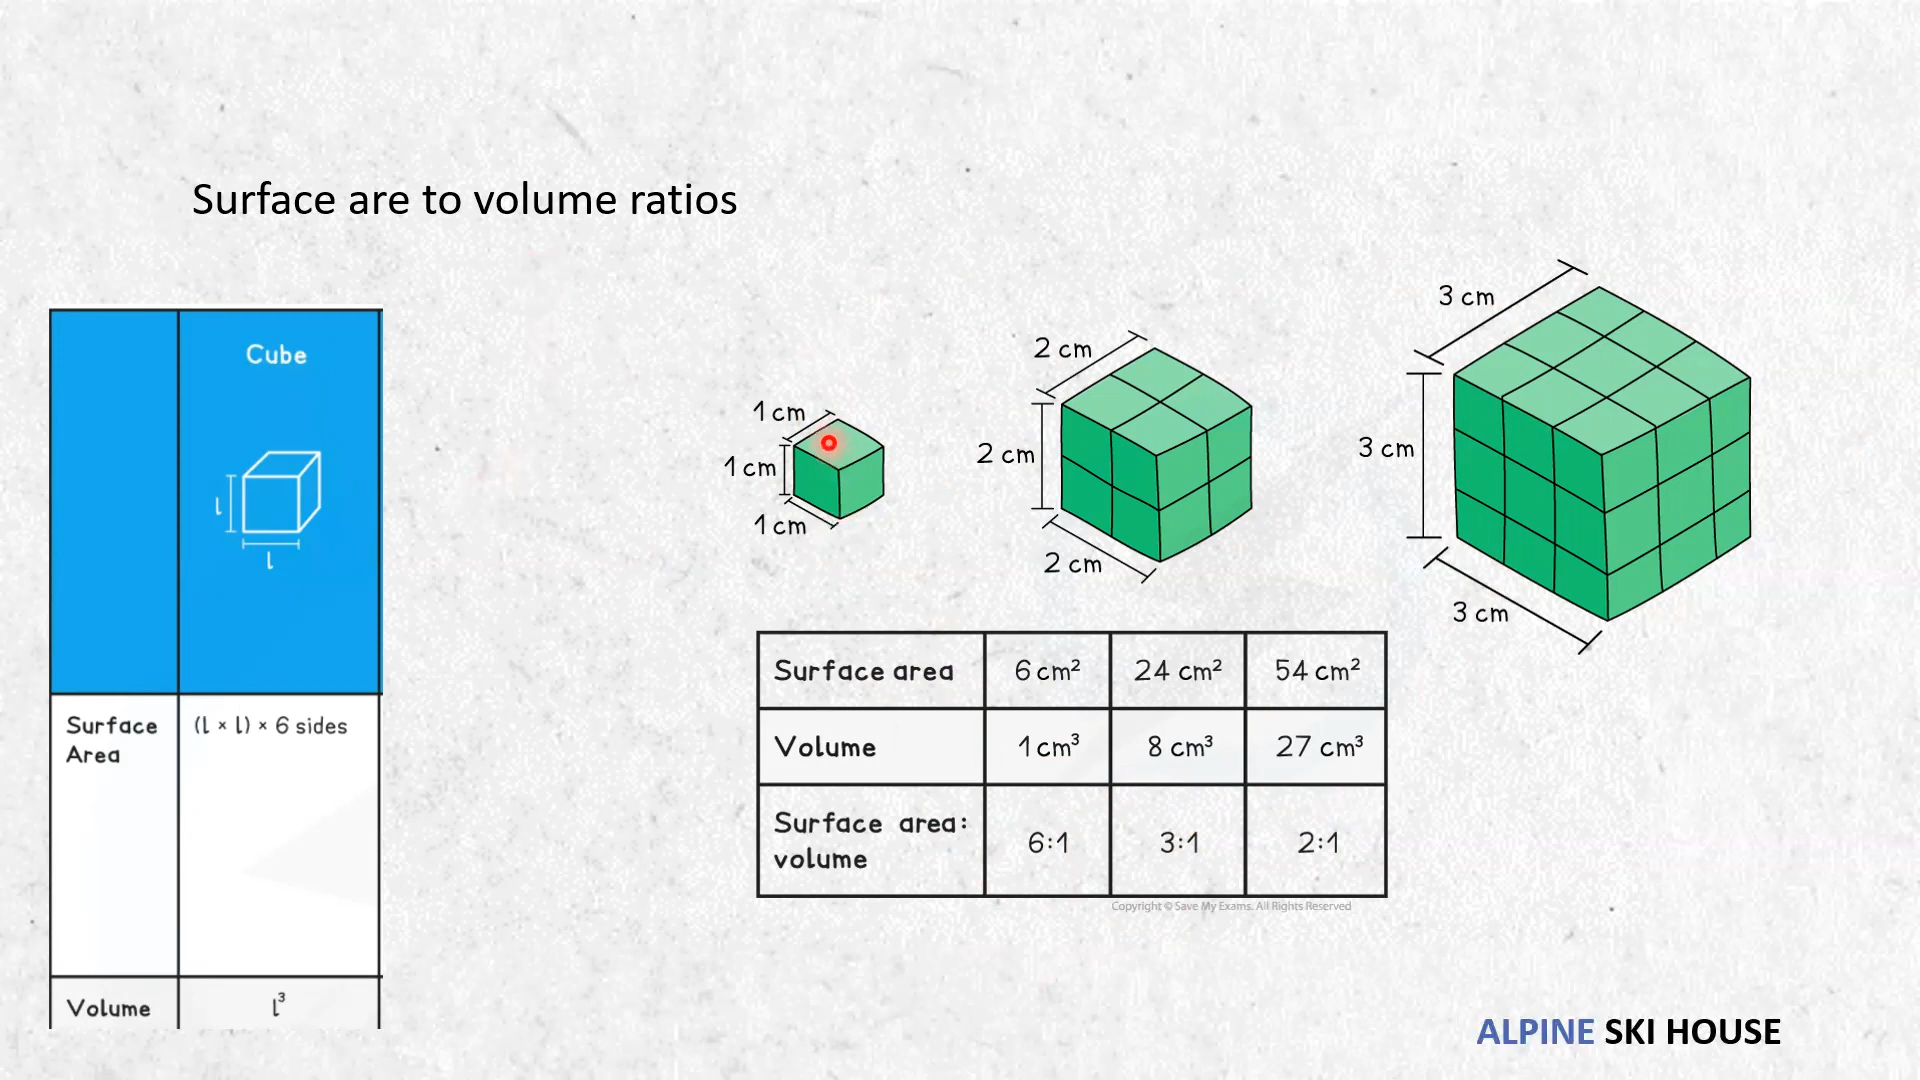 Surface are to volume ratios
Cube
l
l
Surface Area
(l × l) × 6 sides
Volume
l³
1 cm
1 cm
1 cm
2 cm
2 cm
2 cm
3 cm
3 cm
3 cm
Surface area 6 cm² 24 cm² 54 cm²
Volume 1 cm³ 8 cm³ 27 cm³
Surface area: volume 6:1 3:1 2:1
Copyright © Save My Exams. All Rights Reserved
ALPINE SKI HOUSE